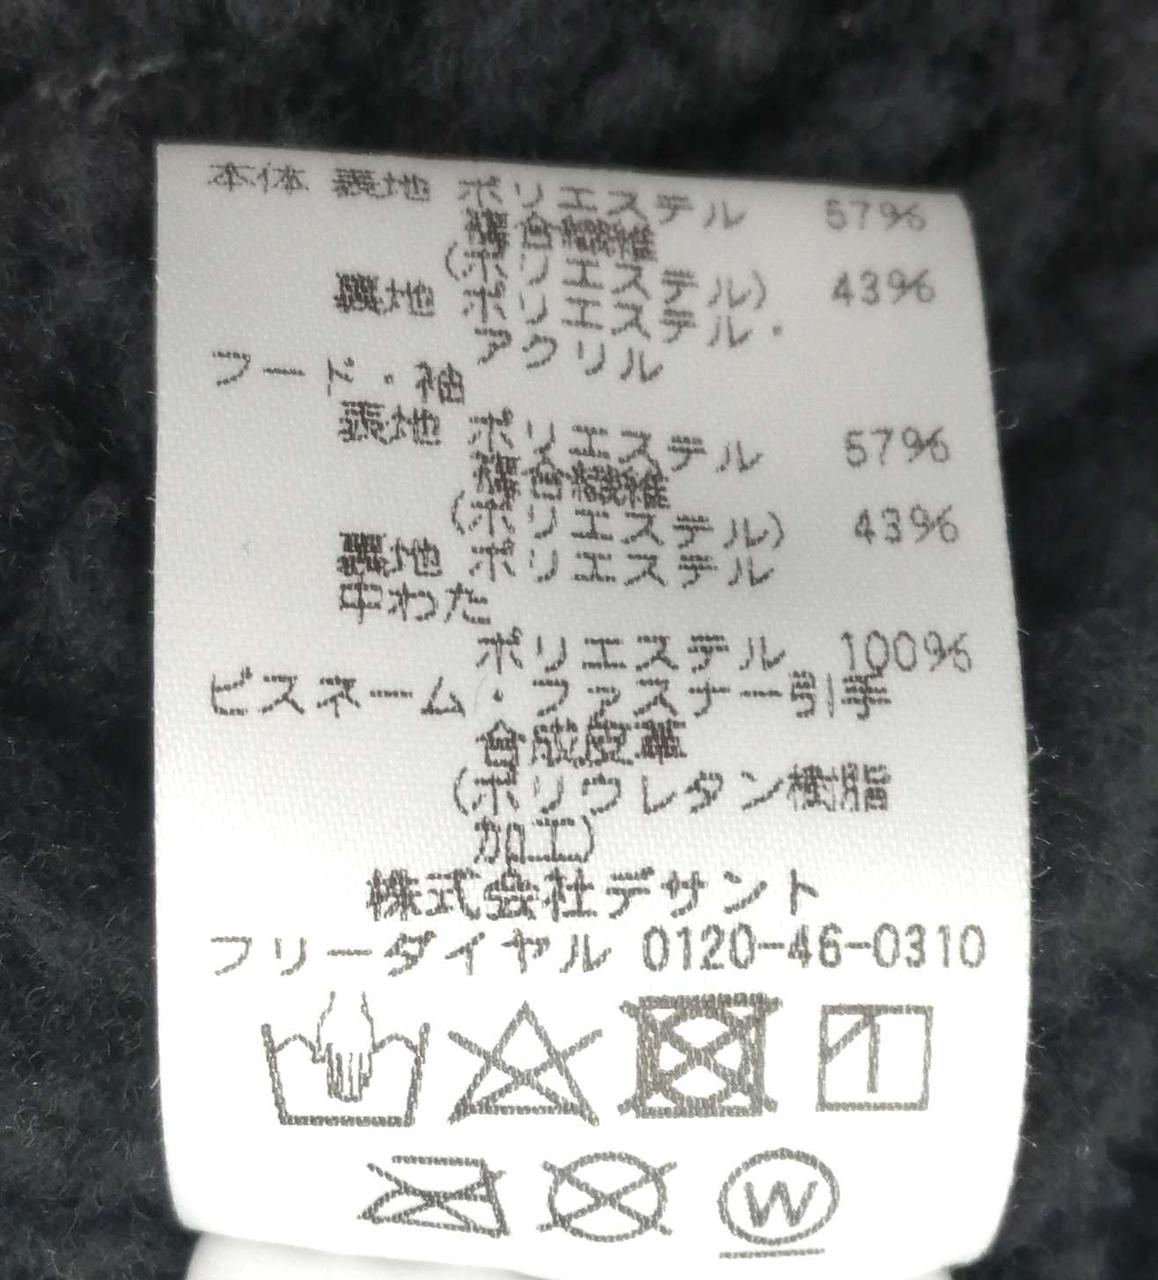 本体 表地 ポリエステル 57%
複合繊維
(ポリエステル) 43%
裏地 ポリエステル・
アクリル
フード・袖
表地 ポリエステル 57%
複合繊維
(ポリエステル) 43%
裏地 ポリエステル
中わた
ポリエステル 100%
ビスネーム・ファスナー引手
合成皮革
(ポリウレタン樹脂
加工)
株式会社デサント
フリーダイヤル 0120-46-0310
W